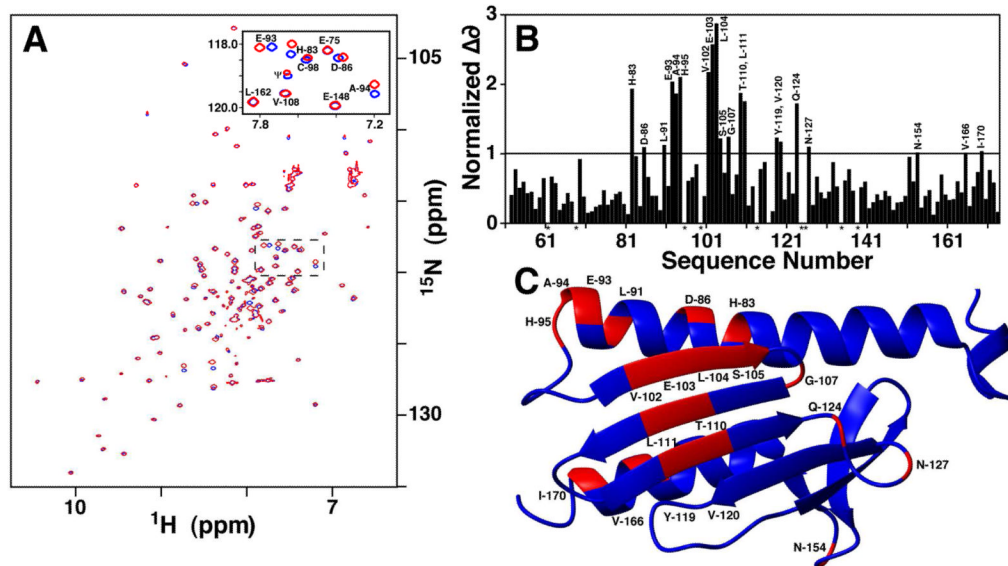 A
E-93
E-75
118.0
H-83
C-98
D-86
Ψ
A-94
L-162
V-108
E-148
120.0
7.8
7.2
105
15N (ppm)
130
10
7
1H (ppm)
B
Normalized Δ∂
3
2
1
0
H-83
D-86
L-91
E-93
A-94
H-95
V-102
E-103
L-104
S-105
G-107
T-110, L-111
Y-119, V-120
Q-124
N-127
N-154
V-166
I-170
* * * * * ** * *
61
81
101
121
141
161
Sequence Number
C
A-94
E-93
L-91
D-86
H-83
H-95
V-102
E-103
L-104
S-105
G-107
Q-124
T-110
L-111
N-127
I-170
V-166
Y-119
V-120
N-154